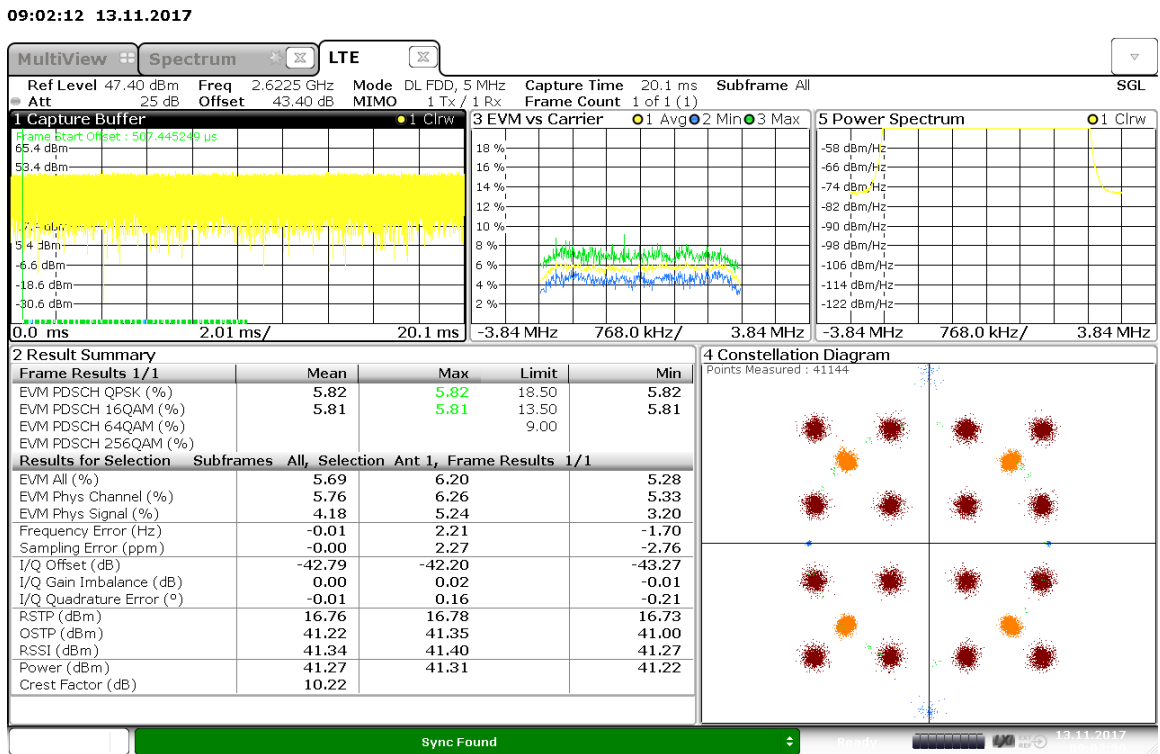 09:02:12 13.11.2017
MultiView Spectrum LTE
Ref Level 47.40 dBm Freq 2.6225 GHz Mode DL FDD, 5 MHz Capture Time 20.1 ms Subframe All SGL
Att 25 dB Offset 43.40 dB MIMO 1 Tx / 1 Rx Frame Count 1 of 1 (1)
1 Capture Buffer 1 Clrw
Frame Start Offset : 507.445249 µs
65.4 dBm
53.4 dBm
5.4 dBm
-6.6 dBm
-18.6 dBm
-30.6 dBm
0.0 ms 2.01 ms/ 20.1 ms
3 EVM vs Carrier 1 Avg 2 Min 3 Max
18 %
16 %
14 %
12 %
10 %
8 %
6 %
4 %
2 %
-3.84 MHz 768.0 kHz/ 3.84 MHz
5 Power Spectrum 1 Clrw
-58 dBm/Hz
-66 dBm/Hz
-74 dBm/Hz
-82 dBm/Hz
-90 dBm/Hz
-98 dBm/Hz
-106 dBm/Hz
-114 dBm/Hz
-122 dBm/Hz
-3.84 MHz 768.0 kHz/ 3.84 MHz
2 Result Summary
Frame Results 1/1 Mean Max Limit Min
EVM PDSCH QPSK (%) 5.82 5.82 18.50 5.82
EVM PDSCH 16QAM (%) 5.81 5.81 13.50 5.81
EVM PDSCH 64QAM (%) 9.00
EVM PDSCH 256QAM (%)
Results for Selection Subframes All, Selection Ant 1, Frame Results 1/1
EVM All (%) 5.69 6.20 5.28
EVM Phys Channel (%) 5.76 6.26 5.33
EVM Phys Signal (%) 4.18 5.24 3.20
Frequency Error (Hz) -0.01 2.21 -1.70
Sampling Error (ppm) -0.00 2.27 -2.76
I/Q Offset (dB) -42.79 -42.20 -43.27
I/Q Gain Imbalance (dB) 0.00 0.02 -0.01
I/Q Quadrature Error (º) -0.01 0.16 -0.21
RSTP (dBm) 16.76 16.78 16.73
OSTP (dBm) 41.22 41.35 41.00
RSSI (dBm) 41.34 41.40 41.27
Power (dBm) 41.27 41.31 41.22
Crest Factor (dB) 10.22
4 Constellation Diagram
Points Measured : 41144
Sync Found
Ready
LXI
13.11.2017